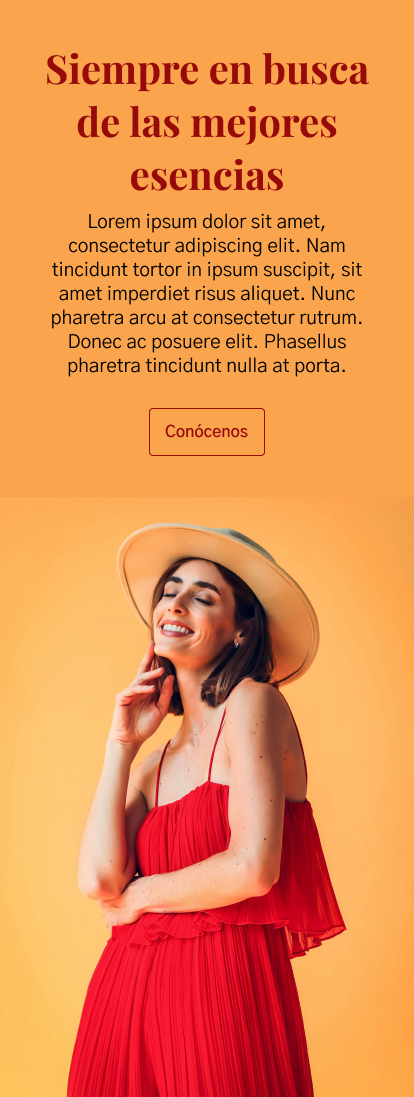 Siempre en busca
de las mejores
esencias
Lorem ipsum dolor sit amet,
consectetur adipiscing elit. Nam
tincidunt tortor in ipsum suscipit, sit
amet imperdiet risus aliquet. Nunc
pharetra arcu at consectetur rutrum.
Donec ac posuere elit. Phasellus
pharetra tincidunt nulla at porta.
Conócenos